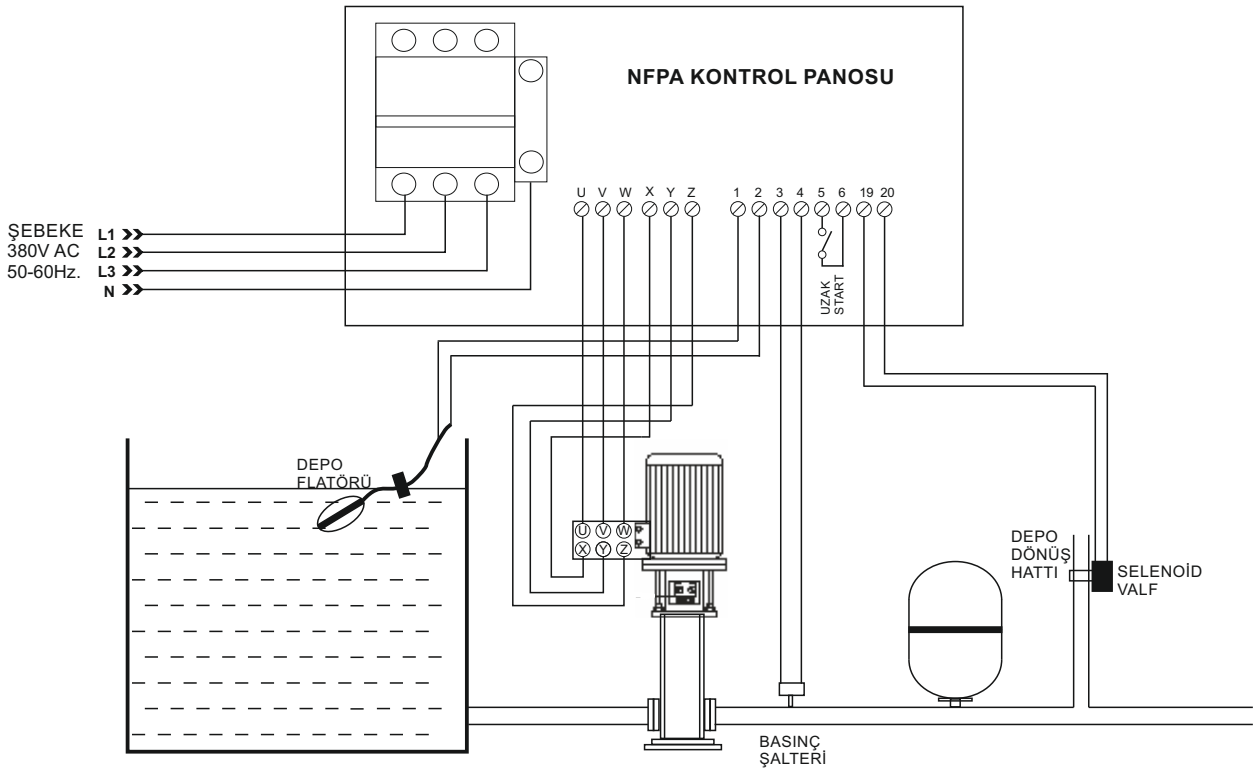 NFPA KONTROL PANOSU
U V W X Y Z 1 2 3 4 5 6 19 20
UZAK
START
ŞEBEKE
380V AC
50-60Hz.
L1
L2
L3
N
DEPO
FLATÖRÜ
U V W
X Y Z
DEPO
DÖNÜŞ
HATTI
SELENOİD
VALF
BASINÇ
ŞALTERİ